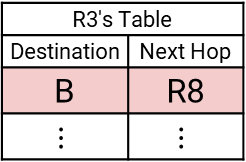 R3's Table
Destination Next Hop
B R8
⋮ ⋮